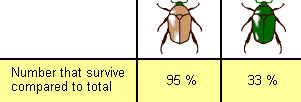 Number that survive
compared to total
95 %
33 %